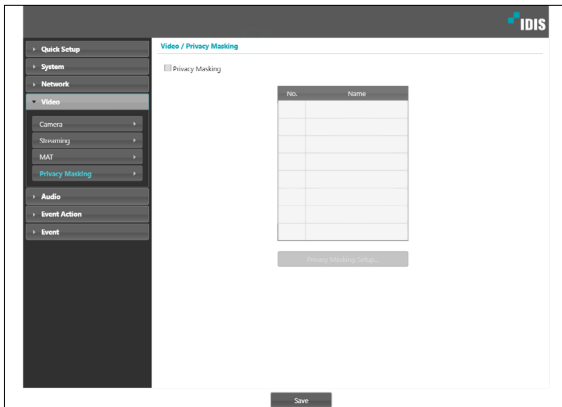 IDIS
Quick Setup
System
Network
Video
Camera
Streaming
MAT
Privacy Masking
Audio
Event Action
Event
Video / Privacy Masking
Privacy Masking
No. Name
Privacy Masking Setup...
Save